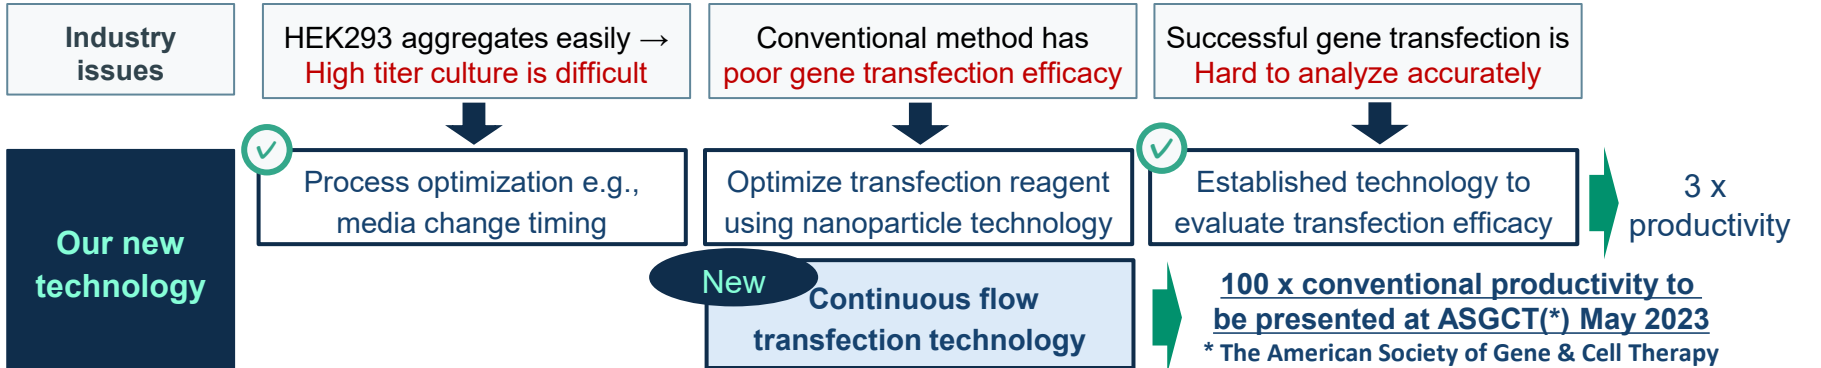 Industry
issues
HEK293 aggregates easily →
High titer culture is difficult
Conventional method has
poor gene transfection efficacy
Successful gene transfection is
Hard to analyze accurately
Our new
technology
Process optimization e.g.,
media change timing
Optimize transfection reagent
using nanoparticle technology
Established technology to
evaluate transfection efficacy
3 x
productivity
New
Continuous flow
transfection technology
100 x conventional productivity to
be presented at ASGCT(*) May 2023
* The American Society of Gene & Cell Therapy